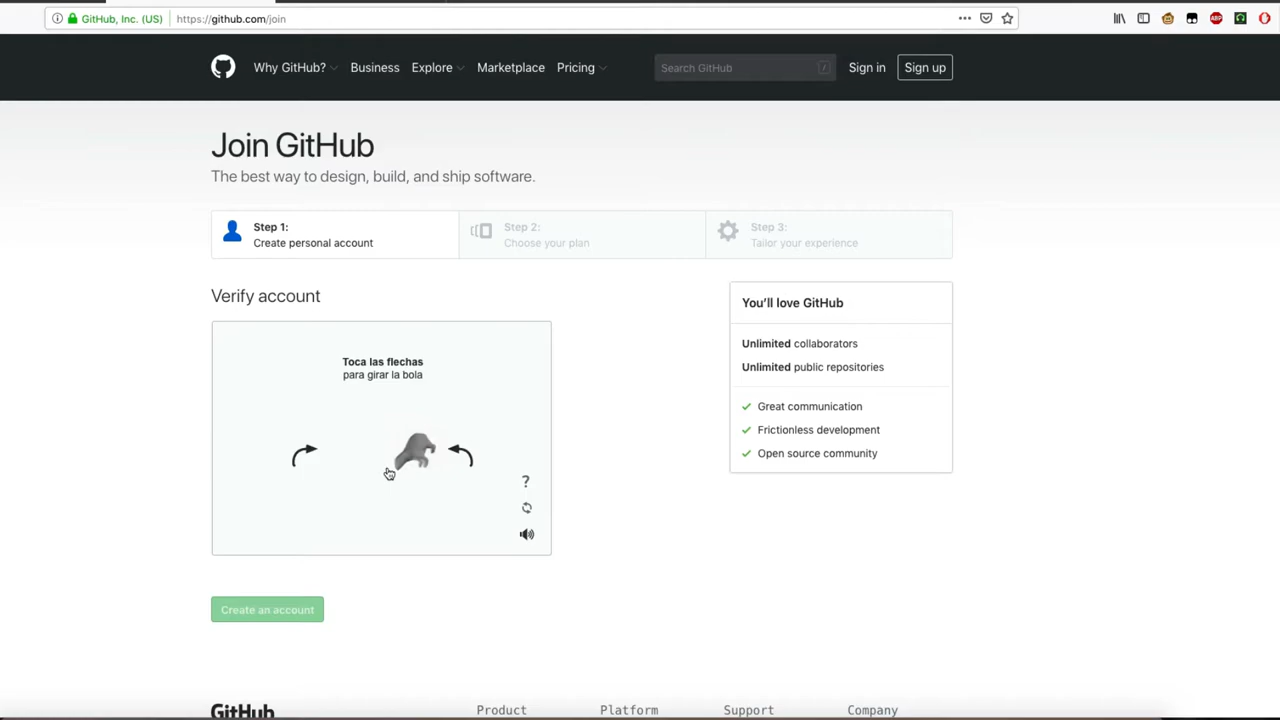 GitHub, Inc. (US)
https://github.com/join
Why GitHub?
Business
Explore
Marketplace
Pricing
Search GitHub
/
Sign in
Sign up
Join GitHub
The best way to design, build, and ship software.
Step 1:
Create personal account
Step 2:
Choose your plan
Step 3:
Tailor your experience
Verify account
Toca las flechas
para girar la bola
?
Create an account
You'll love GitHub
Unlimited collaborators
Unlimited public repositories
Great communication
Frictionless development
Open source community
GitHub
Product
Platform
Support
Company
ABP